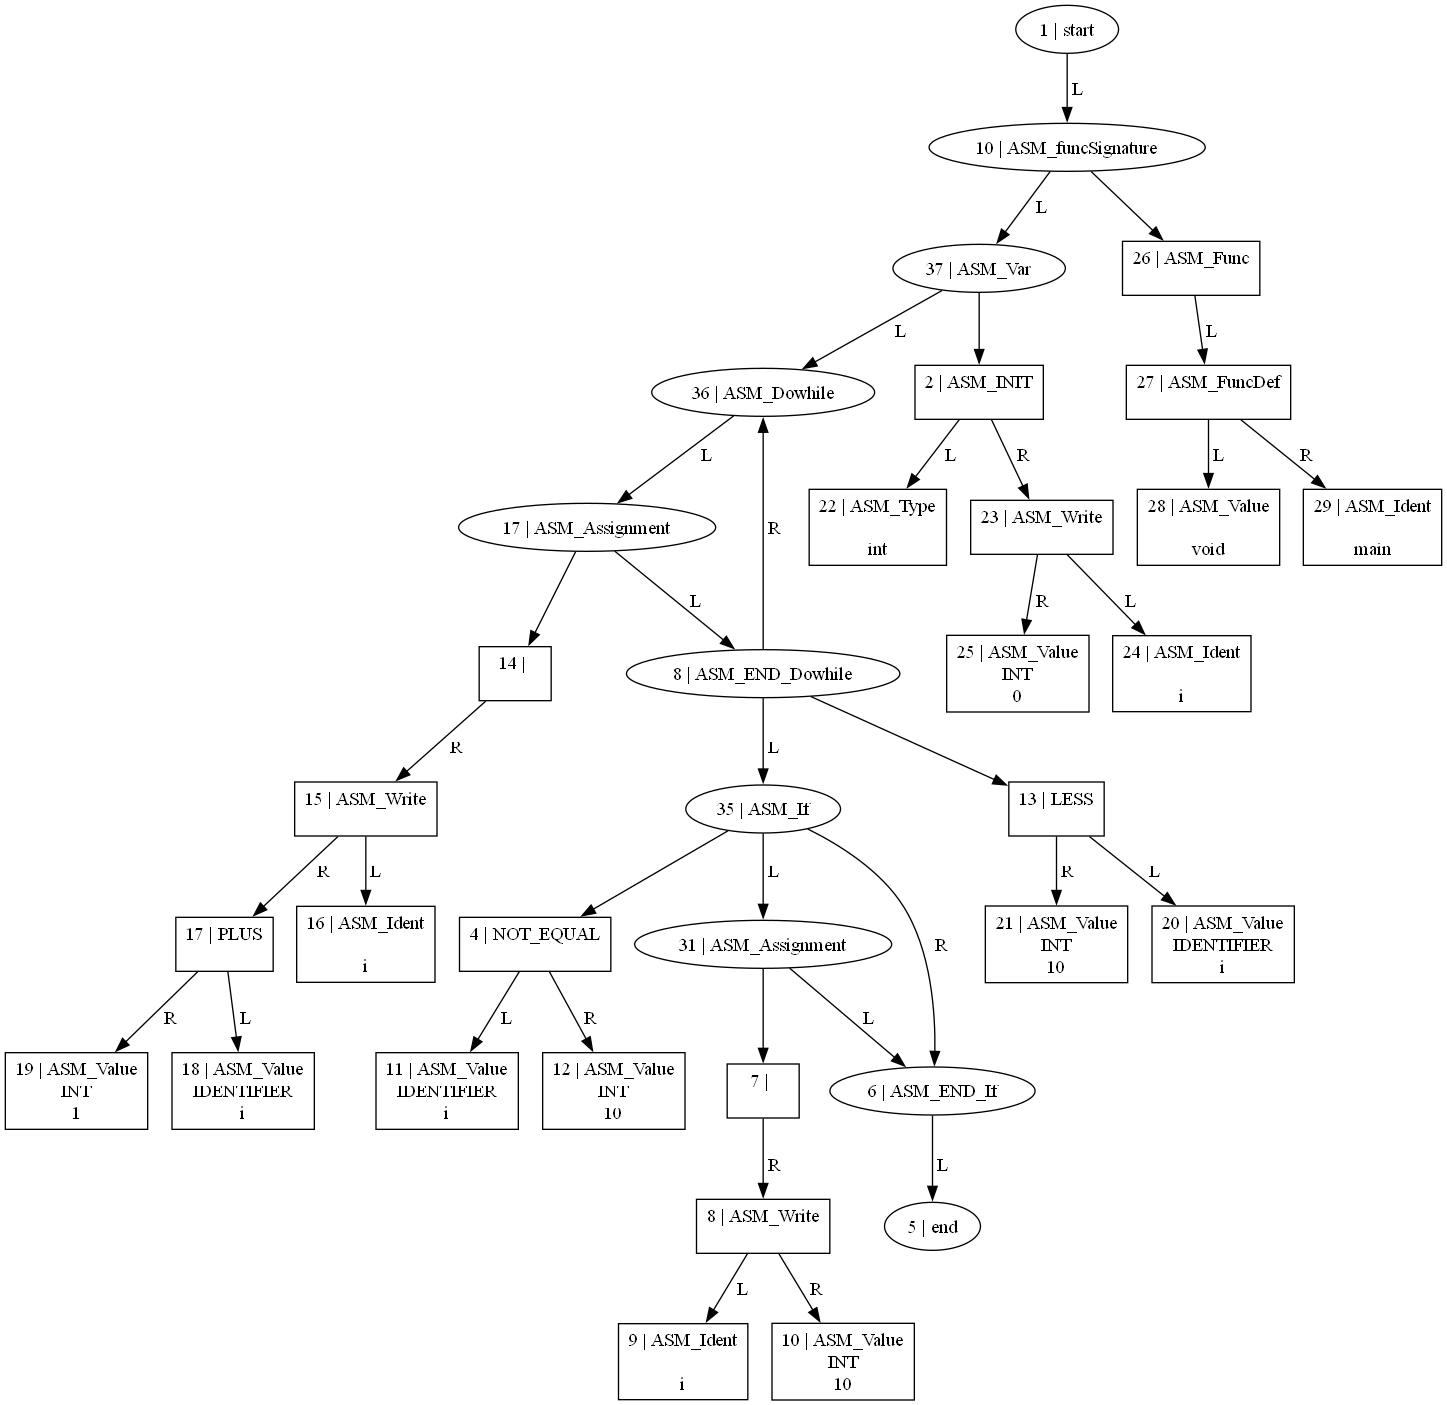 1 | start
L
10 | ASM_funcSignature
L
37 | ASM_Var
26 | ASM_Func
L
L
36 | ASM_Dowhile
2 | ASM_INIT
27 | ASM_FuncDef
L
L
R
L
R
22 | ASM_Type
int
23 | ASM_Write
28 | ASM_Value
void
29 | ASM_Ident
main
17 | ASM_Assignment
R
L
R
L
14 |
8 | ASM_END_Dowhile
25 | ASM_Value
INT
0
24 | ASM_Ident
i
R
L
15 | ASM_Write
35 | ASM_If
13 | LESS
R
L
L
R
L
17 | PLUS
16 | ASM_Ident
i
4 | NOT_EQUAL
31 | ASM_Assignment
R
21 | ASM_Value
INT
10
20 | ASM_Value
IDENTIFIER
i
R
L
L
R
L
19 | ASM_Value
INT
1
18 | ASM_Value
IDENTIFIER
i
11 | ASM_Value
IDENTIFIER
i
12 | ASM_Value
INT
10
7 |
6 | ASM_END_If
R
L
8 | ASM_Write
5 | end
L
R
9 | ASM_Ident
i
10 | ASM_Value
INT
10